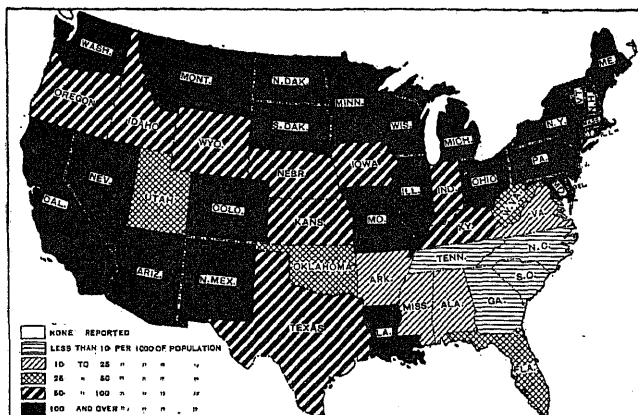 WASH.
MONT.
N.DAK.
MINN.
ME.
VT.
N.H.
OREGON
IDAHO
WYO.
S.DAK.
WIS.
MICH.
N.Y.
MASS
NEBR.
IOWA
PA.
NEV.
UTAH
COLO.
KANS.
MO.
ILL.
IND.
OHIO
KY.
VA.
CAL.
ARIZ.
N.MEX.
OKLAHOMA
ARK.
TENN.
N.C.
S.C.
MISS.
ALA.
GA.
TEXAS
LA.
FLA.
NONE REPORTED
LESS THAN 10 PER 1000 OF POPULATION
10 TO 25 " " " "
25 " 50 " " " "
50 " 100 " " " "
100 AND OVER " " " "